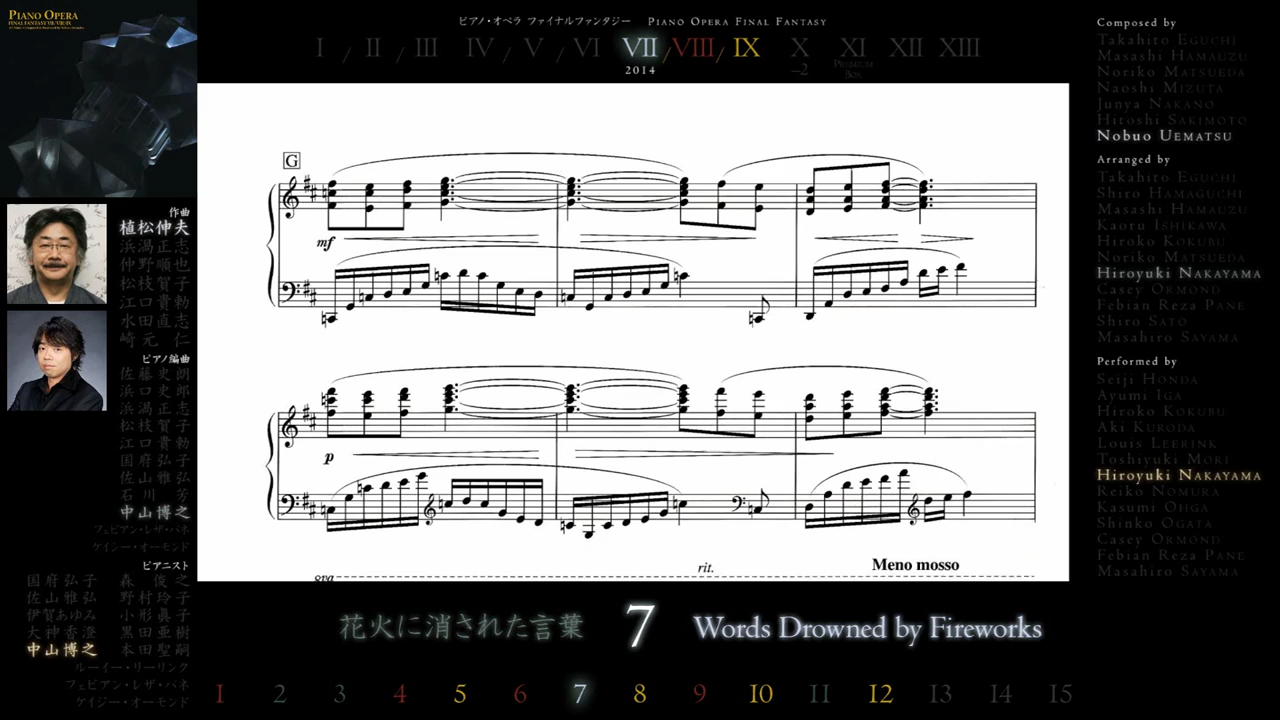 PIANO OPERA
ピアノ・オペラ ファイナルファンタジー PIANO OPERA FINAL FANTASY
I / II / III IV / V / VI VII / VIII / IX X XI XII XIII
2014
-2
PREMIUM
BOX
作曲
植松伸夫
浜渦正志
仲野順也
松枝賀子
江口貴勅
水田直志
崎元 仁
ピアノ編曲
佐藤史朗
浜口史郎
浜渦正志
松枝賀子
江口貴勅
国府弘子
佐山雅弘
石川 芳
中山博之
フェビアン・レザ・パネ
ケイシー・オーモンド
ピアニスト
国府弘子 森 俊之
佐山雅弘 野村玲子
伊賀あゆみ 小形眞子
大神香澄 黒田亜樹
中山博之 本田聖嗣
ルーイー・リーリンク
フェビアン・レザ・パネ
ケイジー・オーモンド
G
mf
p
rit.
Meno mosso
8va
花火に消された言葉 7 Words Drowned by Fireworks
1 2 3 4 5 6 7 8 9 10 11 12 13 14 15
Composed by
Takahito EGUCHI
Masashi HAMAUZU
Noriko MATSUEDA
Naoshi MIZUTA
Junya NAKANO
Hitoshi SAKIMOTO
Nobuo UEMATSU
Arranged by
Takahito EGUCHI
Shiro HAMAGUCHI
Masashi HAMAUZU
Kaoru ISHIKAWA
Hiroko KOKUBU
Noriko MATSUEDA
Hiroyuki NAKAYAMA
Casey ORMOND
Febian Reza PANE
Shiro SATO
Masahiro SAYAMA
Performed by
Seiji HONDA
Ayumi IGA
Hiroko KOKUBU
Aki KURODA
Louis LEERINK
Toshiyuki MORI
Hiroyuki NAKAYAMA
Reiko NOMURA
Kasumi OHGA
Shinko OGATA
Casey ORMOND
Febian Reza PANE
Masahiro SAYAMA